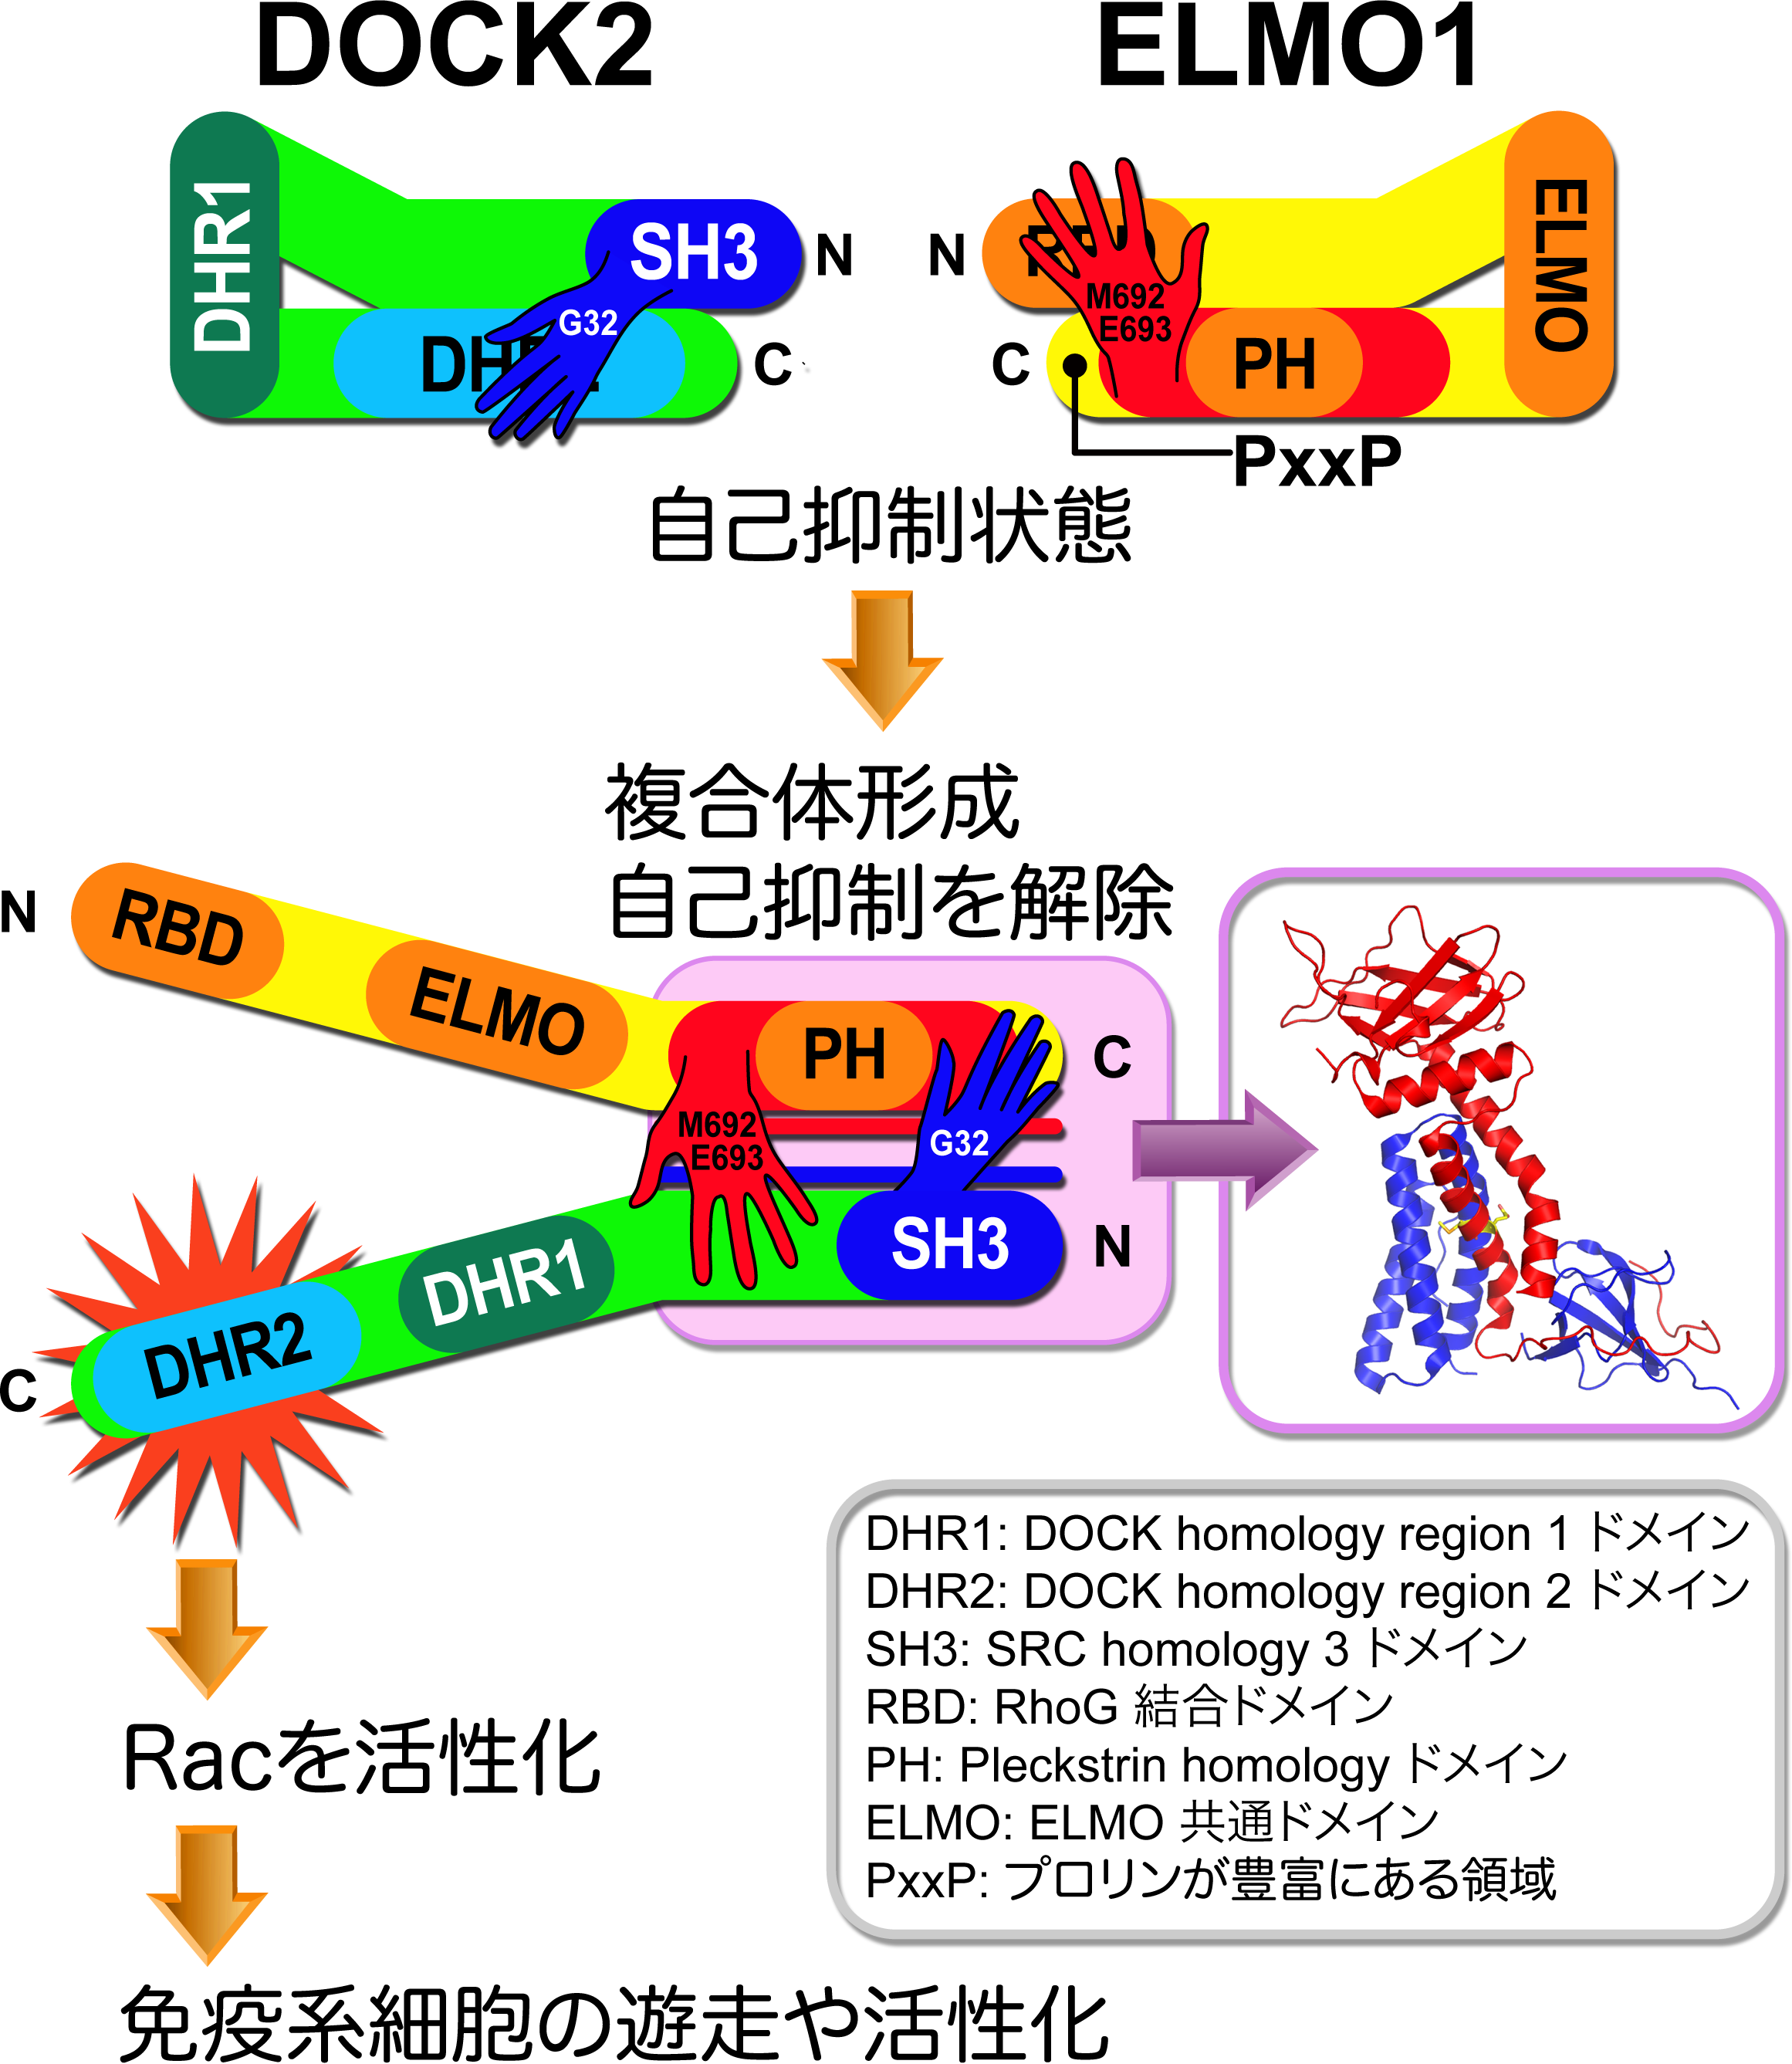 DOCK2
ELMO1
DHR1
SH3
N
G32
C
N
M692
E693
C
PH
ELMO
PxxP
自己抑制状態
複合体形成
自己抑制を解除
N
RBD
ELMO
PH
C
M692
E693
G32
SH3
N
DHR1
DHR2
C
Racを活性化
免疫系細胞の遊走や活性化
DHR1: DOCK homology region 1 ドメイン
DHR2: DOCK homology region 2 ドメイン
SH3: SRC homology 3 ドメイン
RBD: RhoG 結合ドメイン
PH: Pleckstrin homology ドメイン
ELMO: ELMO 共通ドメイン
PxxP: プロリンが豊富にある領域